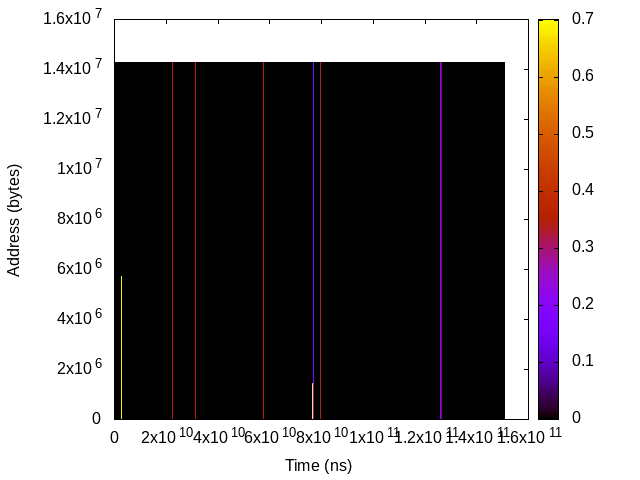 1.6x10 7
1.4x10 7
1.2x10 7
1x10 7
8x10 6
6x10 6
4x10 6
2x10 6
0
Address (bytes)
0 2x10 10 4x10 10 6x10 10 8x10 10 1x10 11 1.2x10 11 1.4x10 11 1.6x10 11
Time (ns)
0.7
0.6
0.5
0.4
0.3
0.2
0.1
0